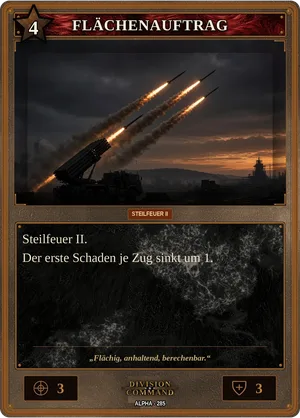 4
FLÄCHENAUFTRAG
STEILFEUER II
Steilfeuer II.
Der erste Schaden je Zug sinkt um 1.
„Flächig, anhaltend, berechenbar.“
3
DIVISION
COMMAND
ALPHA · 285
3